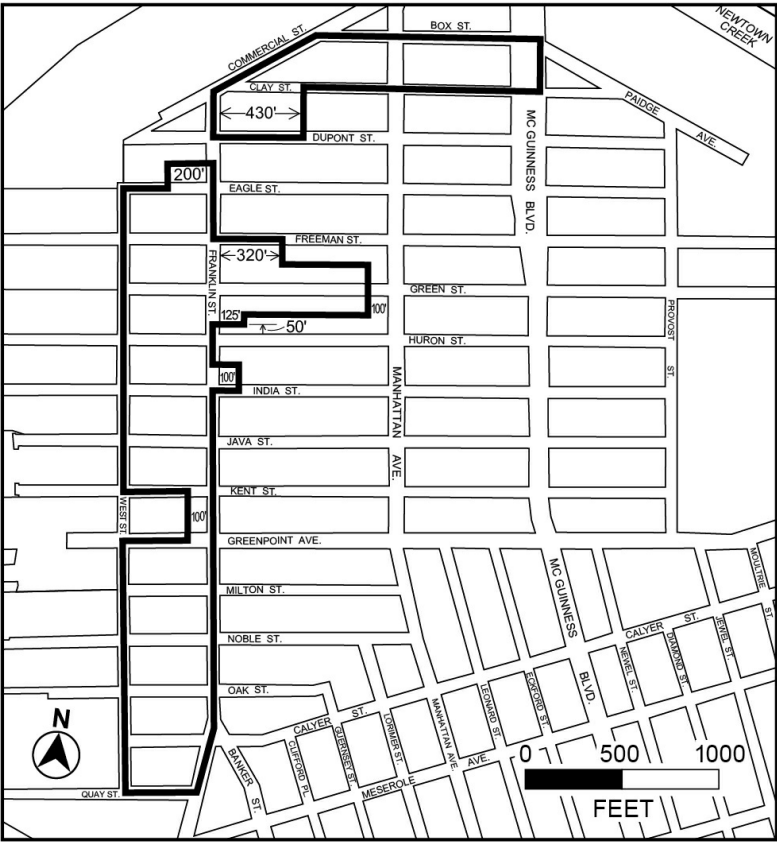 BOX ST.
NEWTOWN
CREEK
COMMERCIAL ST.
CLAY ST.
PAIDGE
AVE.
430'
DUPONT ST.
MC GUINNESS BLVD.
200'
EAGLE ST.
FREEMAN ST.
320'
FRANKLIN ST.
GREEN ST.
PROVOST
ST.
125'
100'
50'
HURON ST.
100'
INDIA ST.
MANHATTAN
AVE.
JAVA ST.
KENT ST.
WEST ST.
100'
GREENPOINT AVE.
MOULTRIE
ST.
MILTON ST.
MC GUINNESS
BLVD.
CALYER ST.
NOBLE ST.
NEWEL ST.
DIAMOND ST.
JEWEL ST.
OAK ST.
CALYER ST.
BANKER
ST.
CLIFFORD PL.
GUERNSEY ST.
LORIMER ST.
MANHATTAN AVE.
LEONARD ST.
ECKFORD ST.
MESEROLE AVE.
QUAY ST.
N
0 500 1000
FEET